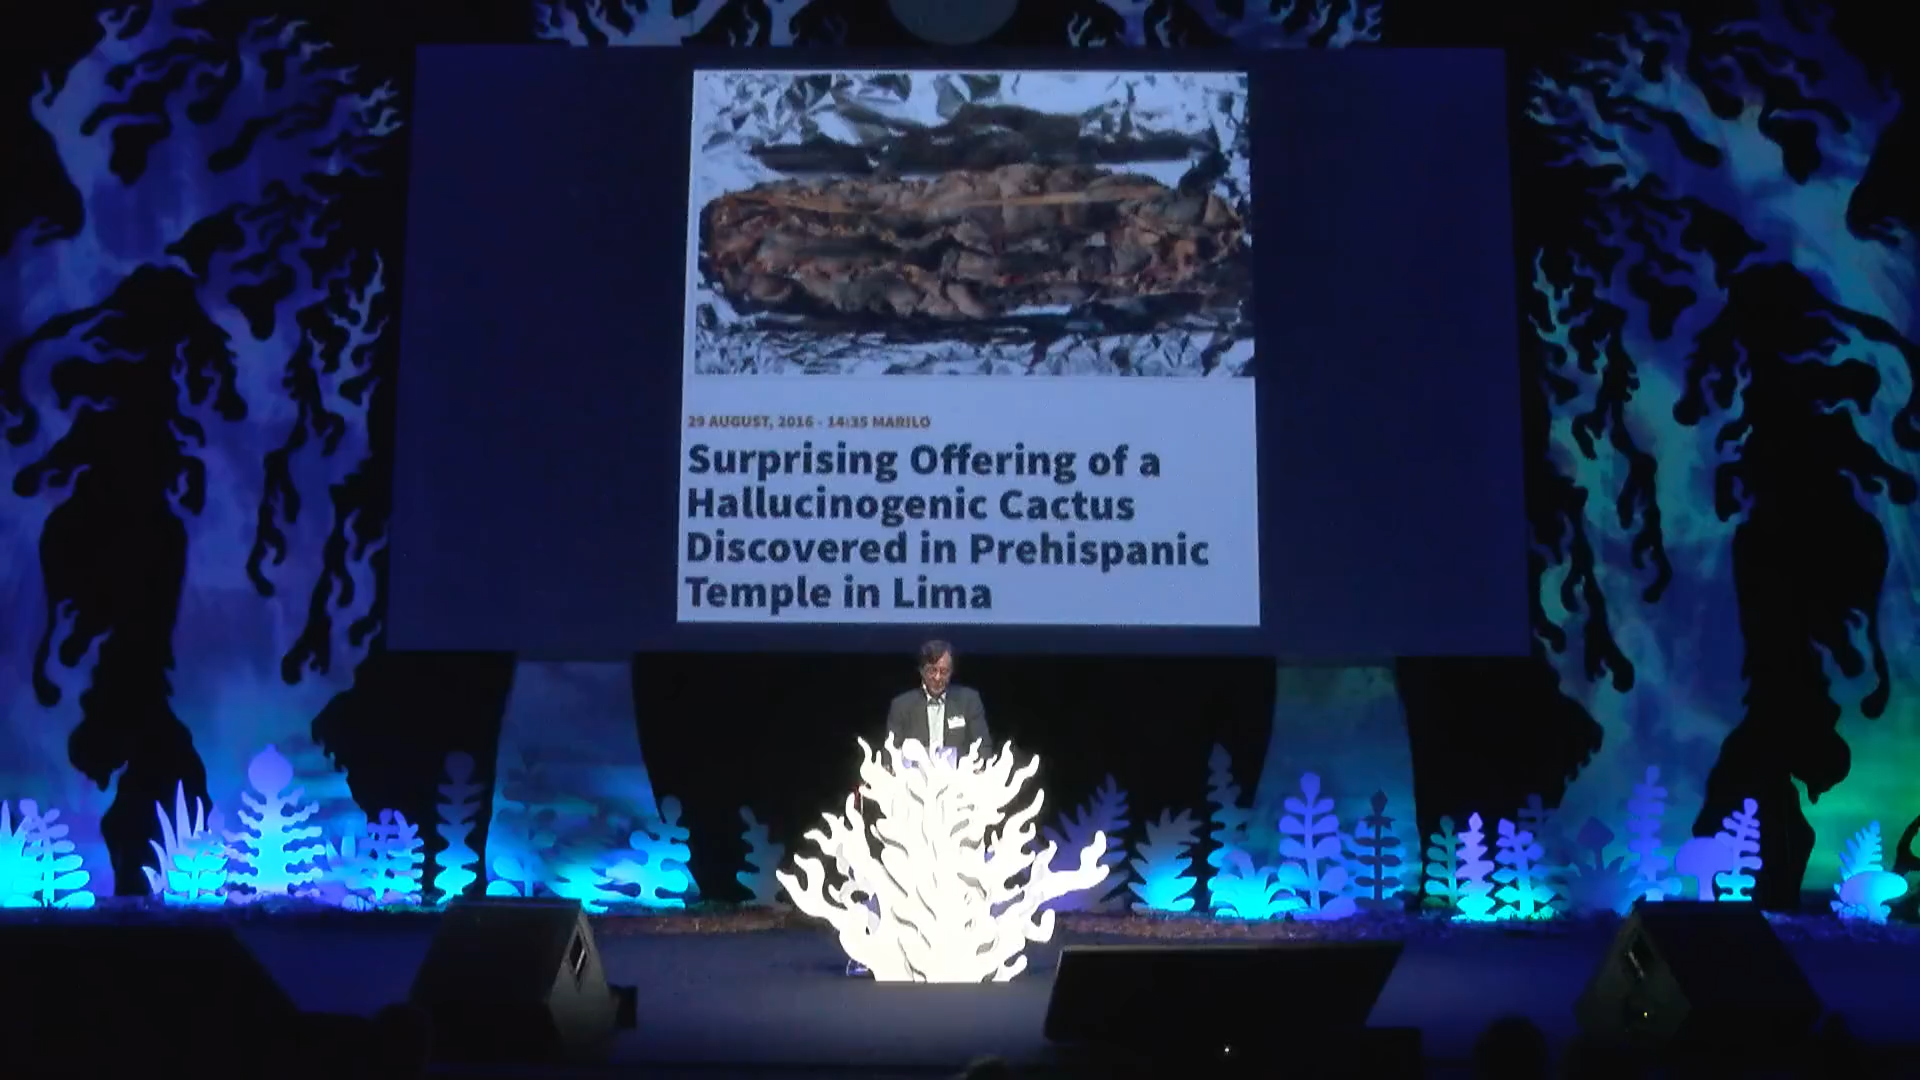 29 AUGUST, 2016 - 14:35 MARILO
Surprising Offering of a
Hallucinogenic Cactus
Discovered in Prehispanic
Temple in Lima